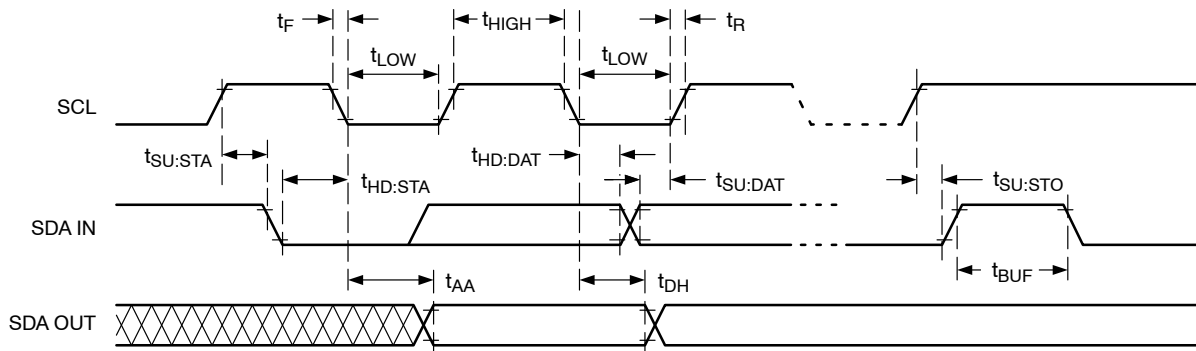 tF
tHIGH
tR
tLOW
tLOW
SCL
tSU:STA
tHD:STA
tHD:DAT
tSU:DAT
tSU:STO
SDA IN
tBUF
tAA
tDH
SDA OUT